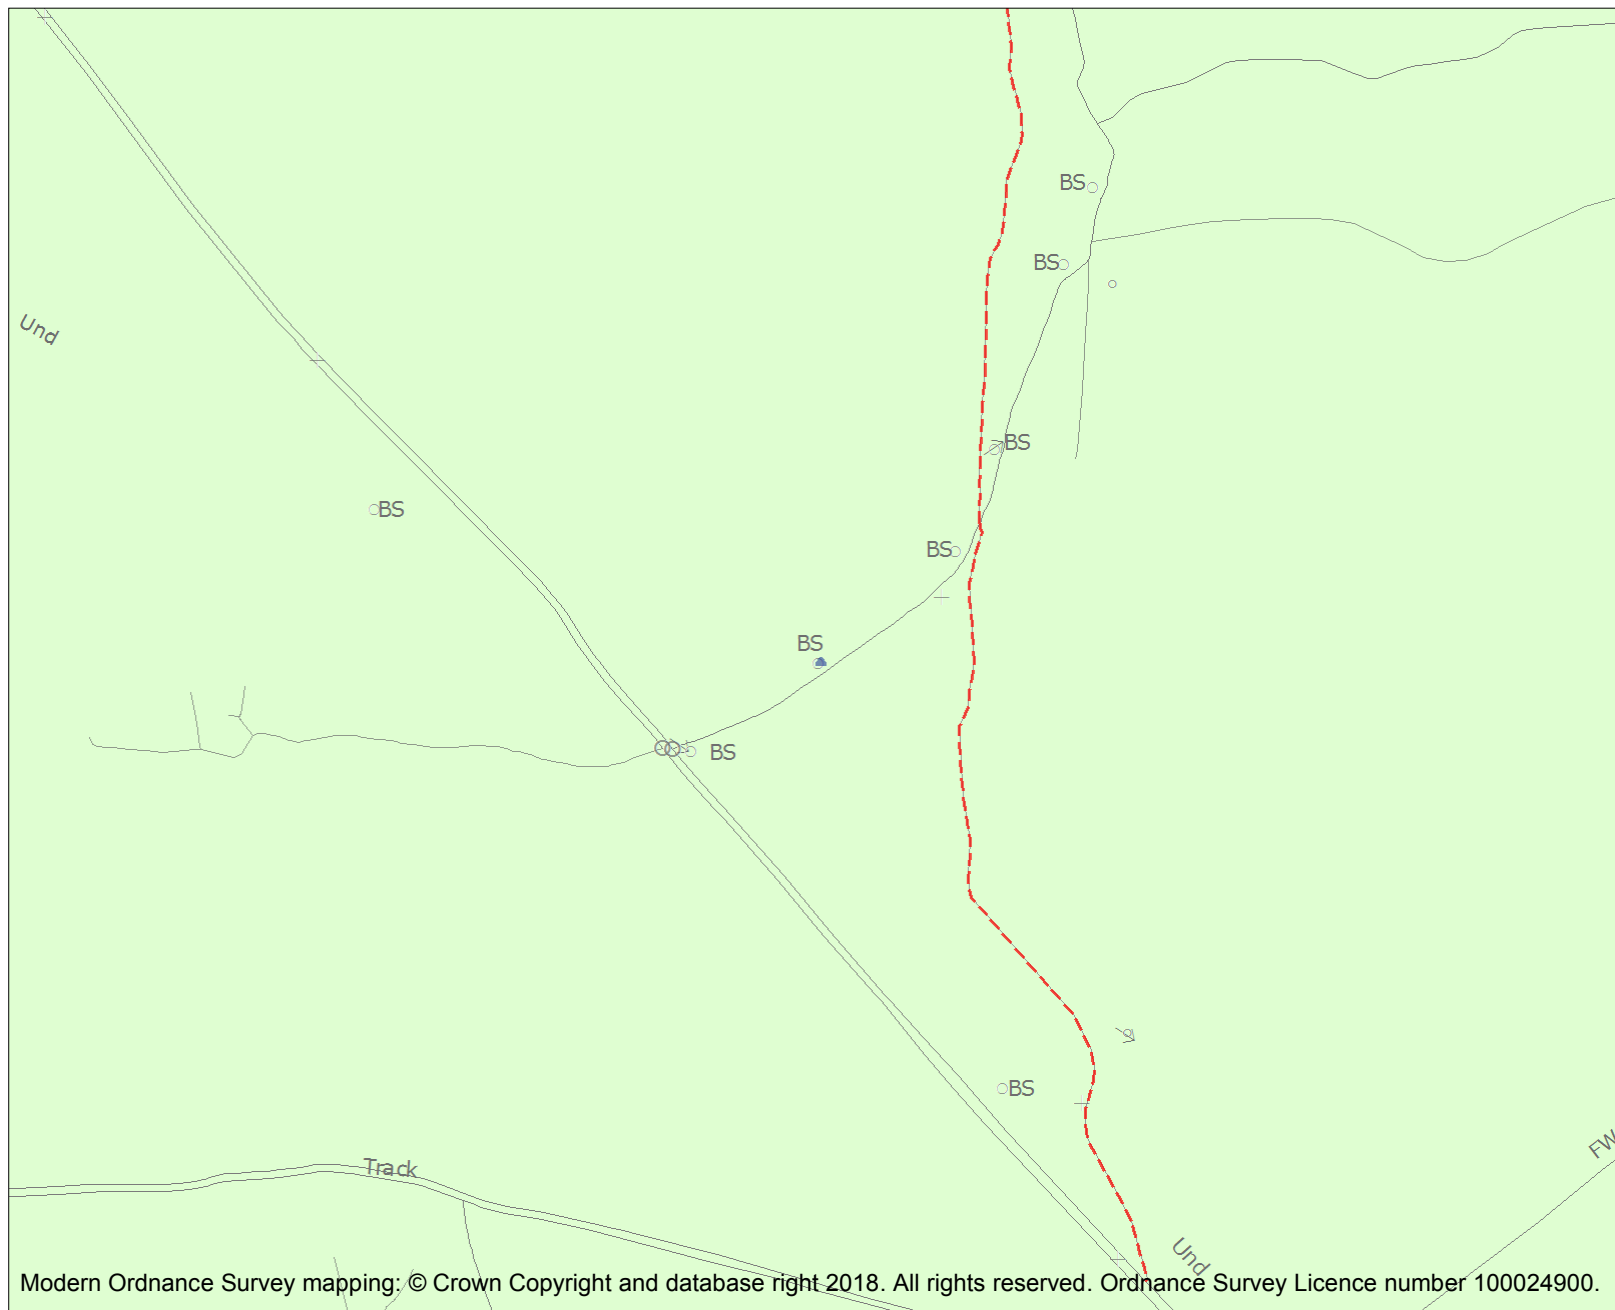 BS
BS
Und
BS
BS
BS
BS
BS
BS
FW
Track
Und
Modern Ordnance Survey mapping: © Crown Copyright and database right 2018. All rights reserved. Ordnance Survey Licence number 100024900.